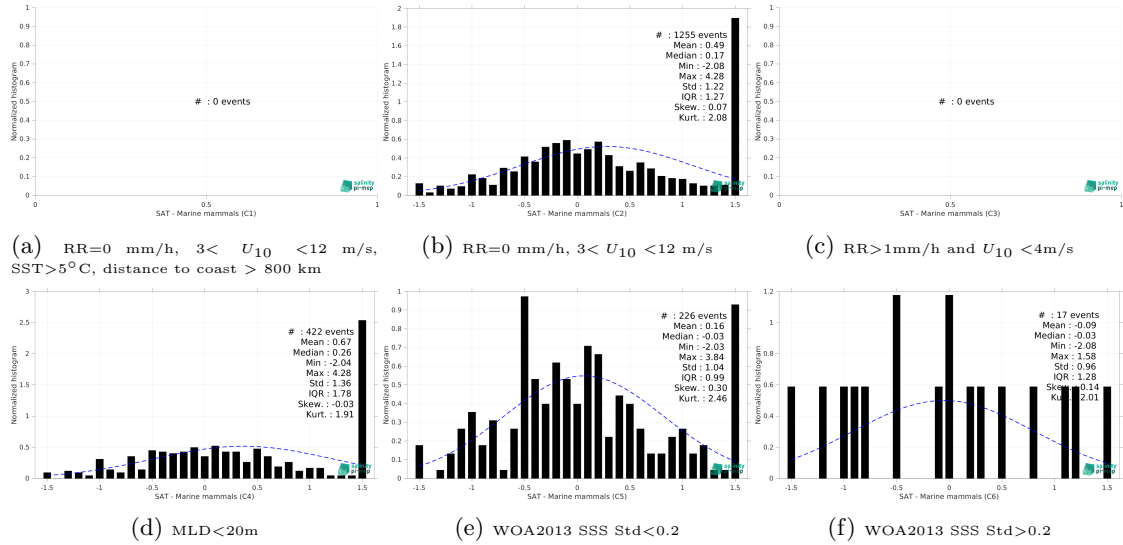 1
0.9
0.8
0.7
0.6
0.5
0.4
0.3
0.2
0.1
0
0 0.5 1
Normalized histogram
# : 0 events
salinity
pi-mep
SAT - Marine mammals (C1)
(a) RR=0 mm/h, 3< U10 <12 m/s,
SST>5°C, distance to coast > 800 km
2
1.8
1.6
1.4
1.2
1
0.8
0.6
0.4
0.2
0
-1.5 -1 -0.5 0 0.5 1 1.5
Normalized histogram
# : 1255 events
Mean : 0.49
Median : 0.17
Min : -2.08
Max : 4.28
Std : 1.22
IQR : 1.27
Skew. : 0.07
Kurt. : 2.08
salinity
pi-mep
SAT - Marine mammals (C2)
(b) RR=0 mm/h, 3< U10 <12 m/s
1
0.9
0.8
0.7
0.6
0.5
0.4
0.3
0.2
0.1
0
0 0.5 1
Normalized histogram
# : 0 events
salinity
pi-mep
SAT - Marine mammals (C3)
(c) RR>1mm/h and U10 <4m/s
3
2.5
2
1.5
1
0.5
0
-1.5 -1 -0.5 0 0.5 1 1.5
Normalized histogram
# : 422 events
Mean : 0.67
Median : 0.26
Min : -2.04
Max : 4.28
Std : 1.36
IQR : 1.78
Skew. : -0.03
Kurt. : 1.91
salinity
pi-mep
SAT - Marine mammals (C4)
(d) MLD<20m
1
0.9
0.8
0.7
0.6
0.5
0.4
0.3
0.2
0.1
0
-1.5 -1 -0.5 0 0.5 1 1.5
Normalized histogram
# : 226 events
Mean : 0.16
Median : -0.03
Min : -2.03
Max : 3.84
Std : 1.04
IQR : 0.99
Skew. : 0.30
Kurt. : 2.46
salinity
pi-mep
SAT - Marine mammals (C5)
(e) WOA2013 SSS Std<0.2
1.2
1
0.8
0.6
0.4
0.2
0
-1.5 -1 -0.5 0 0.5 1 1.5
Normalized histogram
# : 17 events
Mean : -0.09
Median : -0.03
Min : -2.08
Max : 1.58
Std : 0.96
IQR : 1.28
0.14
2.01
salinity
pi-mep
SAT - Marine mammals (C6)
(f) WOA2013 SSS Std>0.2